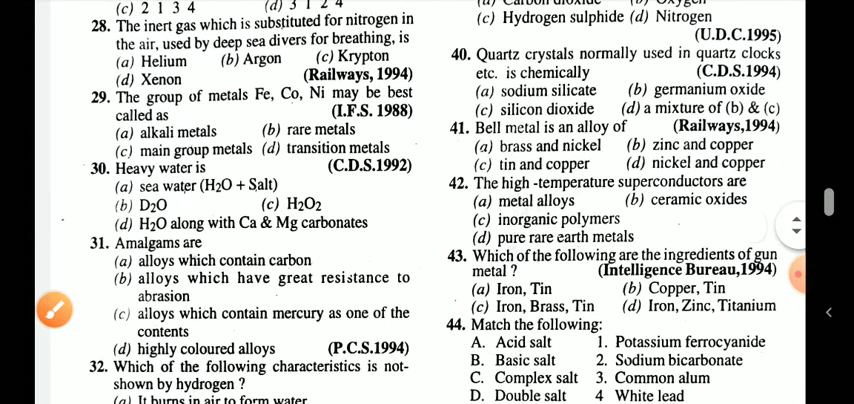 (c) 2 1 3 4 (d) 3 1 2 4
28. The inert gas which is substituted for nitrogen in
the air, used by deep sea divers for breathing, is
(a) Helium (b) Argon (c) Krypton
(d) Xenon (Railways, 1994)
29. The group of metals Fe, Co, Ni may be best
called as (I.F.S. 1988)
(a) alkali metals (b) rare metals
(c) main group metals (d) transition metals
30. Heavy water is (C.D.S.1992)
(a) sea water (H2O + Salt)
(b) D2O (c) H2O2
(d) H2O along with Ca & Mg carbonates
31. Amalgams are
(a) alloys which contain carbon
(b) alloys which have great resistance to
abrasion
(c) alloys which contain mercury as one of the
contents
(d) highly coloured alloys (P.C.S.1994)
32. Which of the following characteristics is not-
shown by hydrogen ?
(a) It burns in air to form water
(a) Carbon dioxide (b) Oxygen
(c) Hydrogen sulphide (d) Nitrogen
(U.D.C.1995)
40. Quartz crystals normally used in quartz clocks
etc. is chemically (C.D.S.1994)
(a) sodium silicate (b) germanium oxide
(c) silicon dioxide (d) a mixture of (b) & (c)
41. Bell metal is an alloy of (Railways,1994)
(a) brass and nickel (b) zinc and copper
(c) tin and copper (d) nickel and copper
42. The high -temperature superconductors are
(a) metal alloys (b) ceramic oxides
(c) inorganic polymers
(d) pure rare earth metals
43. Which of the following are the ingredients of gun
metal ? (Intelligence Bureau,1994)
(a) Iron, Tin (b) Copper, Tin
(c) Iron, Brass, Tin (d) Iron, Zinc, Titanium
44. Match the following:
A. Acid salt 1. Potassium ferrocyanide
B. Basic salt 2. Sodium bicarbonate
C. Complex salt 3. Common alum
D. Double salt 4 White lead